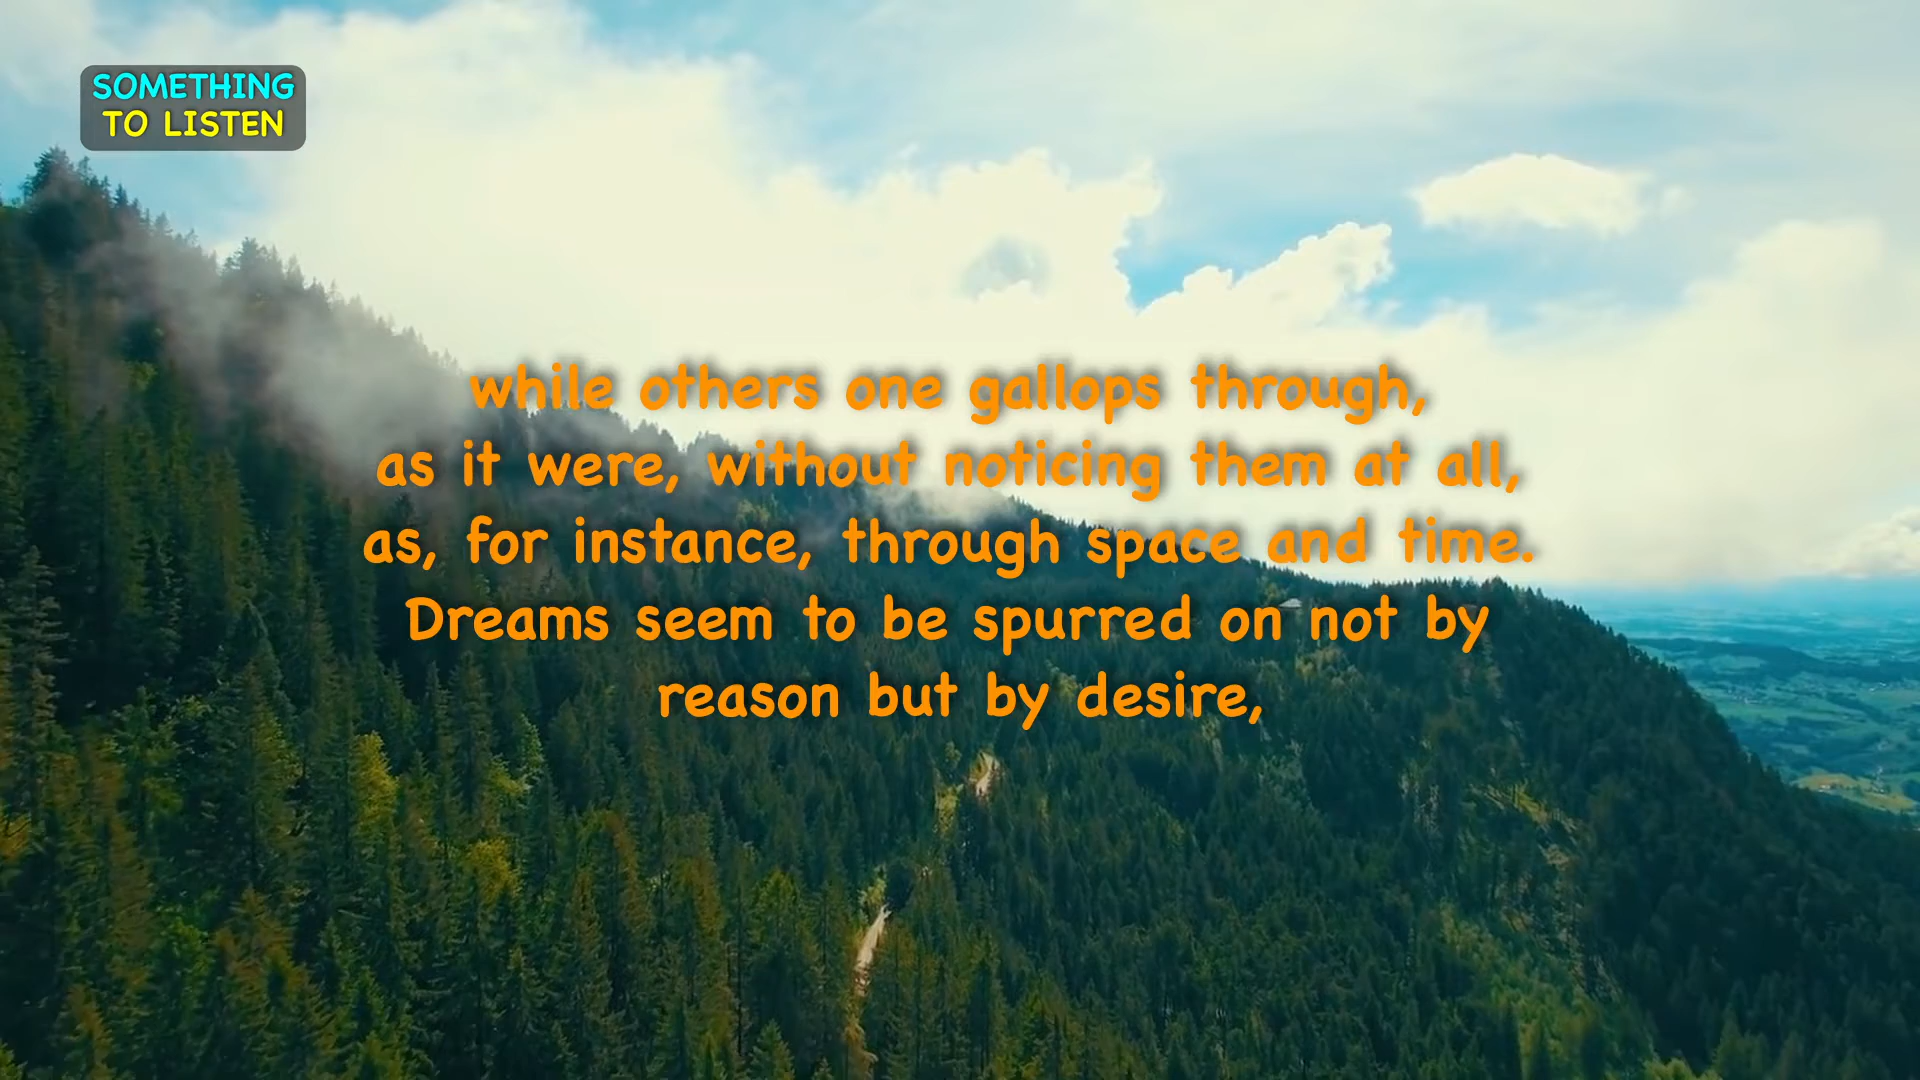 SOMETHING
TO LISTEN
while others one gallops through,
as it were, without noticing them at all,
as, for instance, through space and time.
Dreams seem to be spurred on not by
reason but by desire,